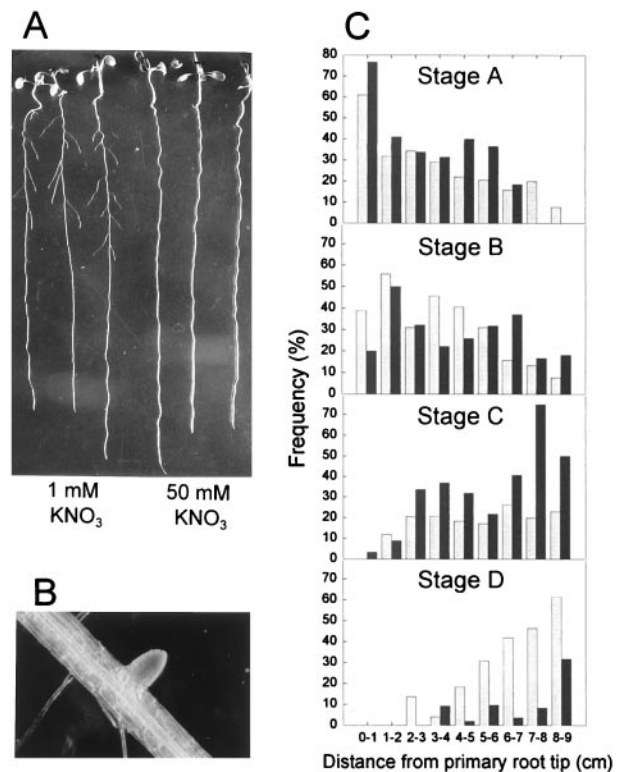 A
1 mM
KNO₃
50 mM
KNO₃
B
C
Frequency (%)
80
70
60
50
40
30
20
10
0
Stage A
70
60
50
40
30
20
10
0
Stage B
70
60
50
40
30
20
10
0
Stage C
70
60
50
40
30
20
10
0
Stage D
0-1 1-2 2-3 3-4 4-5 5-6 6-7 7-8 8-9
Distance from primary root tip (cm)